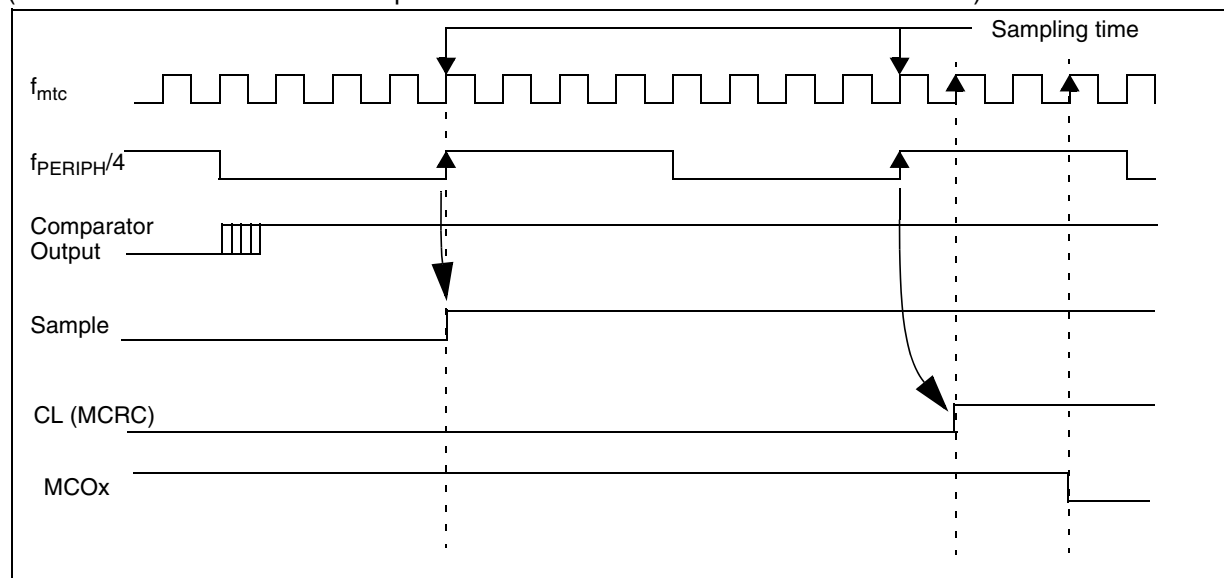 Sampling time
fmtc
fPERIPH/4
Comparator
Output
Sample
CL (MCRC)
MCOx